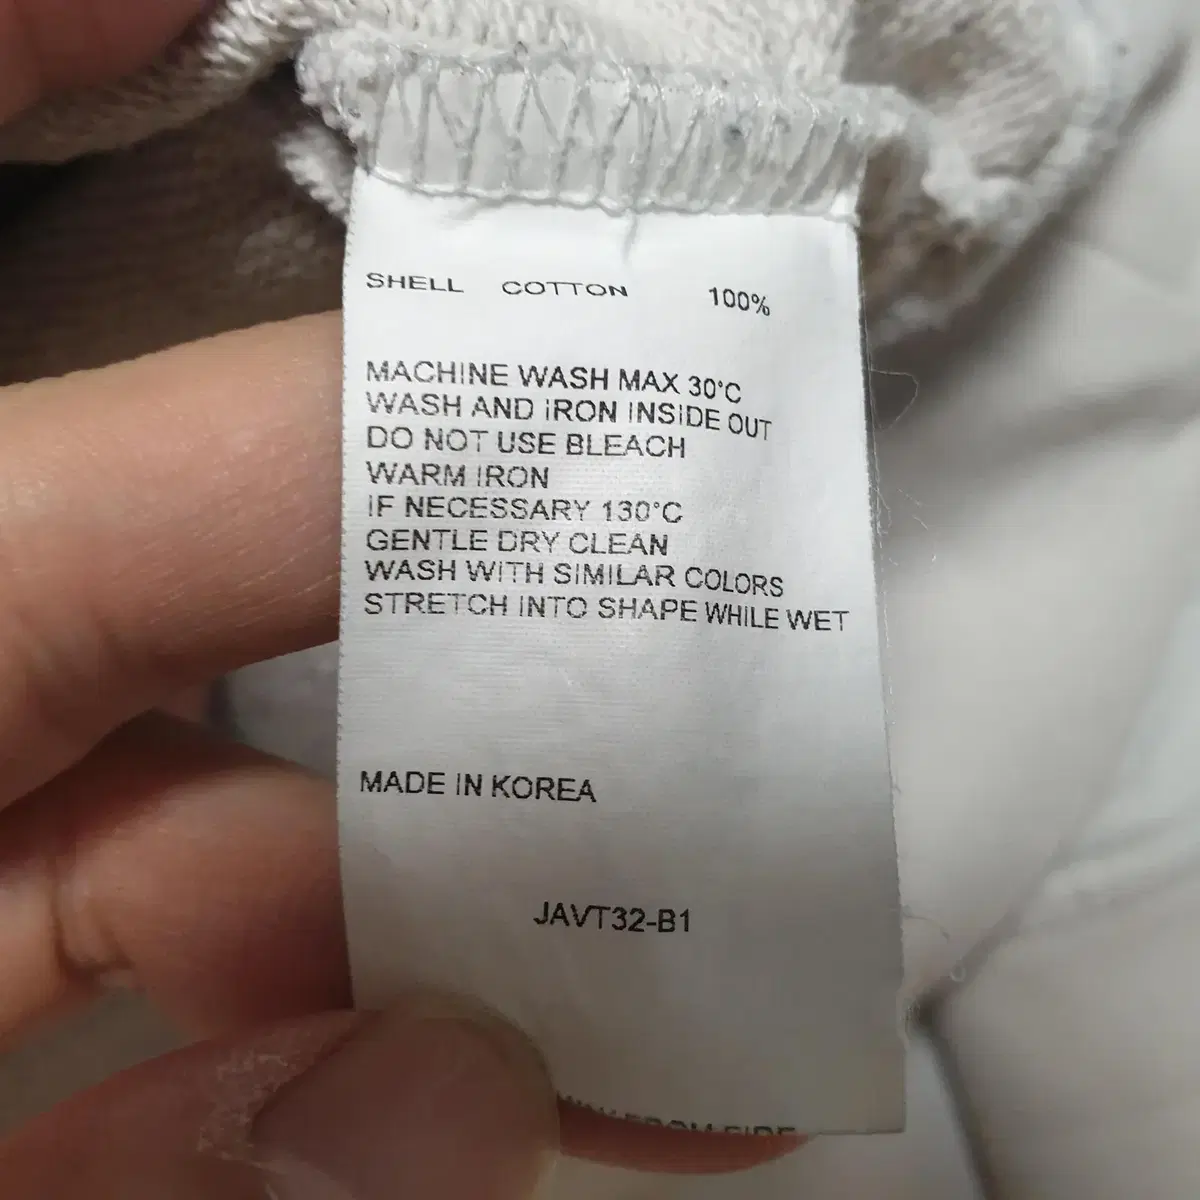 SHELL COTTON 100%
MACHINE WASH MAX 30°C
WASH AND IRON INSIDE OUT
DO NOT USE BLEACH
WARM IRON
IF NECESSARY 130°C
GENTLE DRY CLEAN
WASH WITH SIMILAR COLORS
STRETCH INTO SHAPE WHILE WET
MADE IN KOREA
JAVT32-B1
FROM FIRE